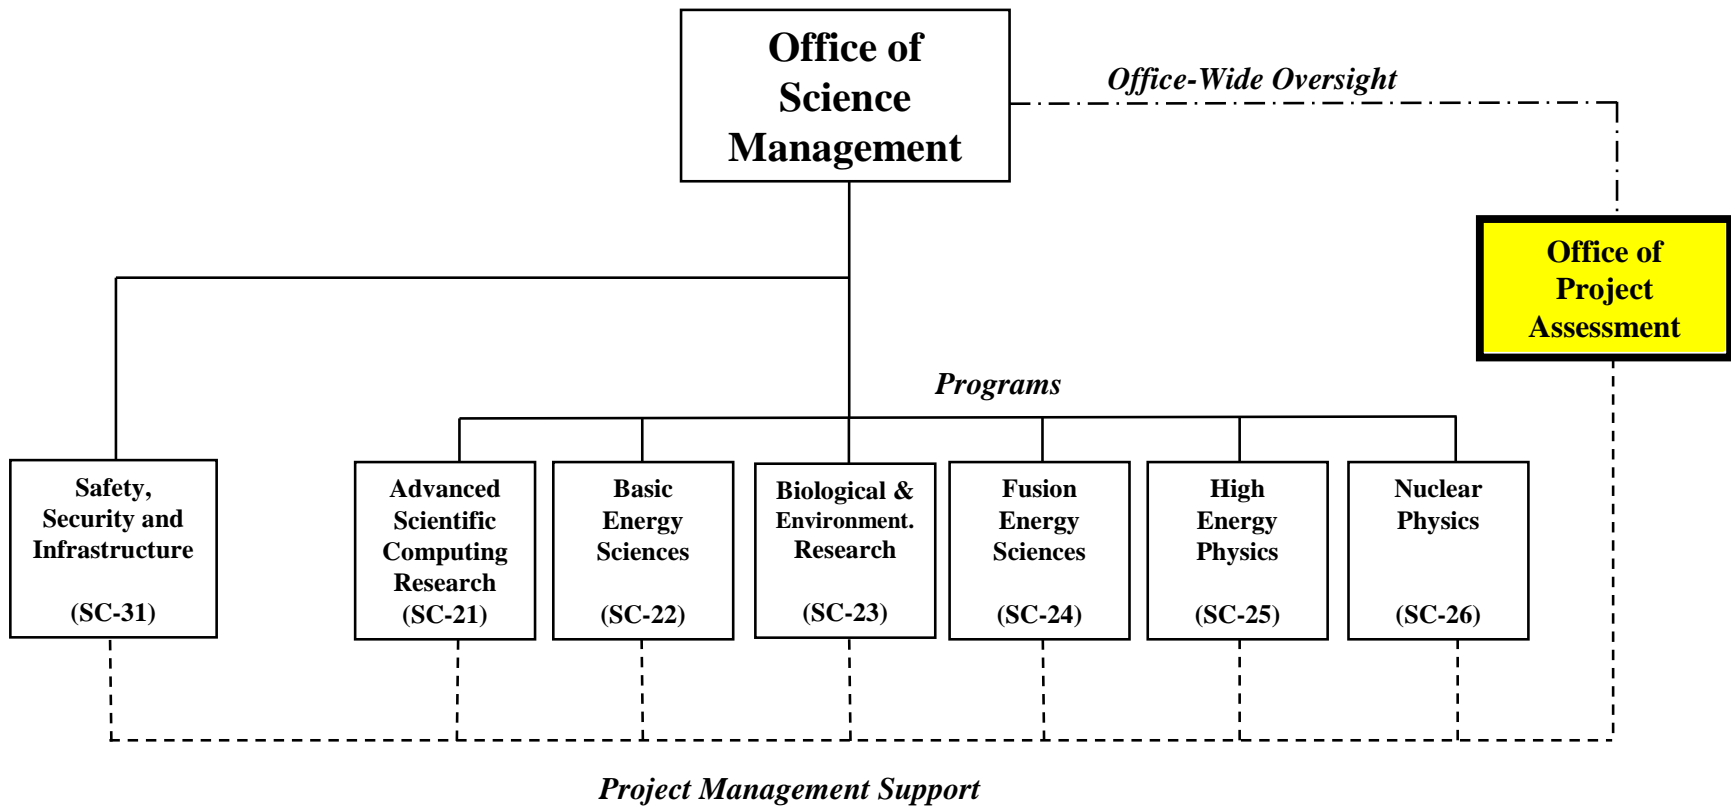 Office of
Science
Management
Office-Wide Oversight
Office of
Project
Assessment
Programs
Safety,
Security and
Infrastructure
(SC-31)
Advanced
Scientific
Computing
Research
(SC-21)
Basic
Energy
Sciences
(SC-22)
Biological &
Environment.
Research
(SC-23)
Fusion
Energy
Sciences
(SC-24)
High
Energy
Physics
(SC-25)
Nuclear
Physics
(SC-26)
Project Management Support